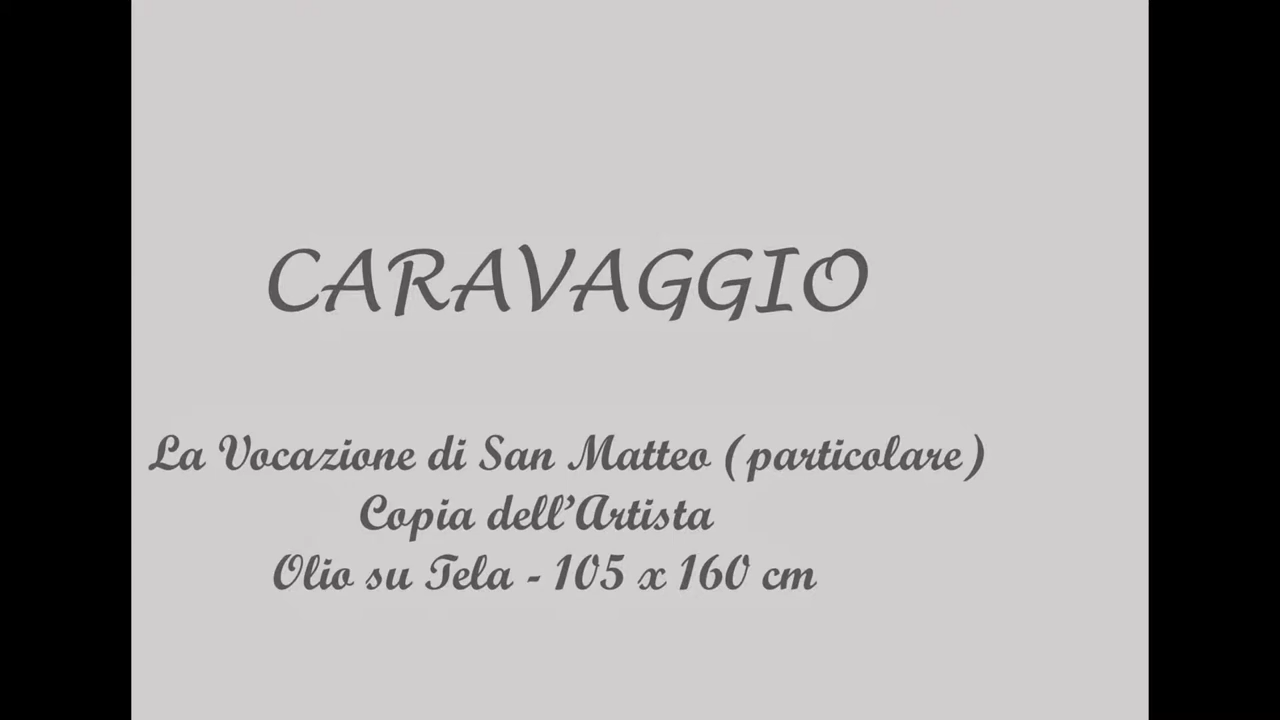 CARAVAGGIO
La Vocazione di San Matteo (particolare)
Copia dell'Artista
Olio su Tela - 105 x 160 cm